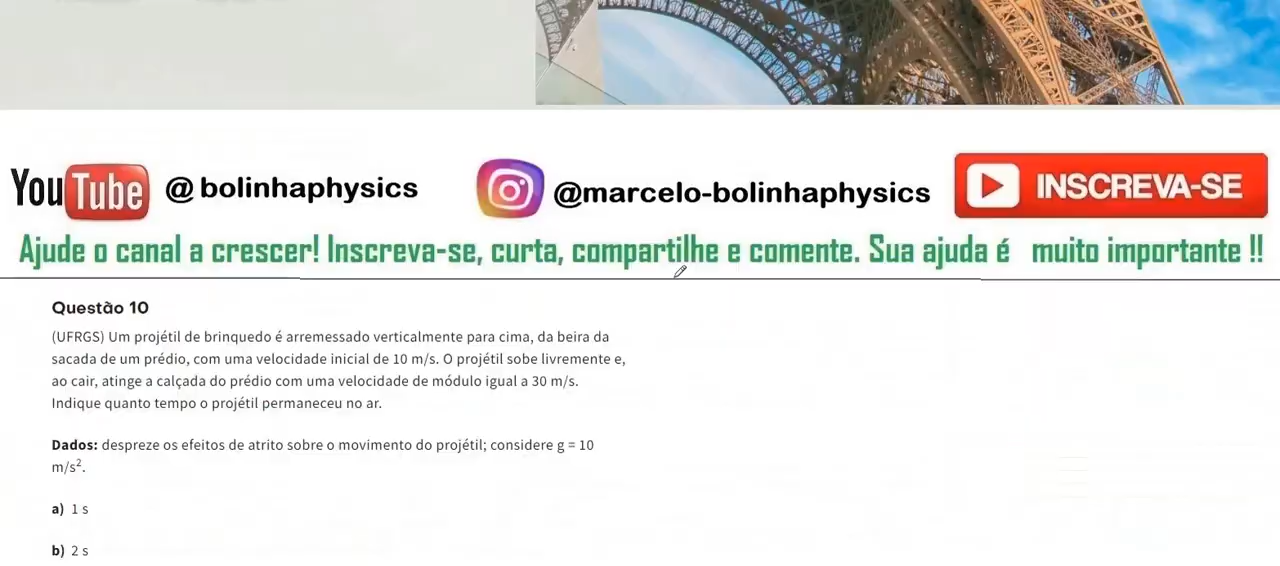 YouTube @bolinhaphysics @marcelo-bolinhaphysics INSCREVA-SE
Ajude o canal a crescer! Inscreva-se, curta, compartilhe e comente. Sua ajuda é muito importante !!
Questão 10
(UFRGS) Um projétil de brinquedo é arremessado verticalmente para cima, da beira da
sacada de um prédio, com uma velocidade inicial de 10 m/s. O projétil sobe livremente e,
ao cair, atinge a calçada do prédio com uma velocidade de módulo igual a 30 m/s.
Indique quanto tempo o projétil permaneceu no ar.
Dados: despreze os efeitos de atrito sobre o movimento do projétil; considere g = 10
m/s².
a) 1 s
b) 2 s